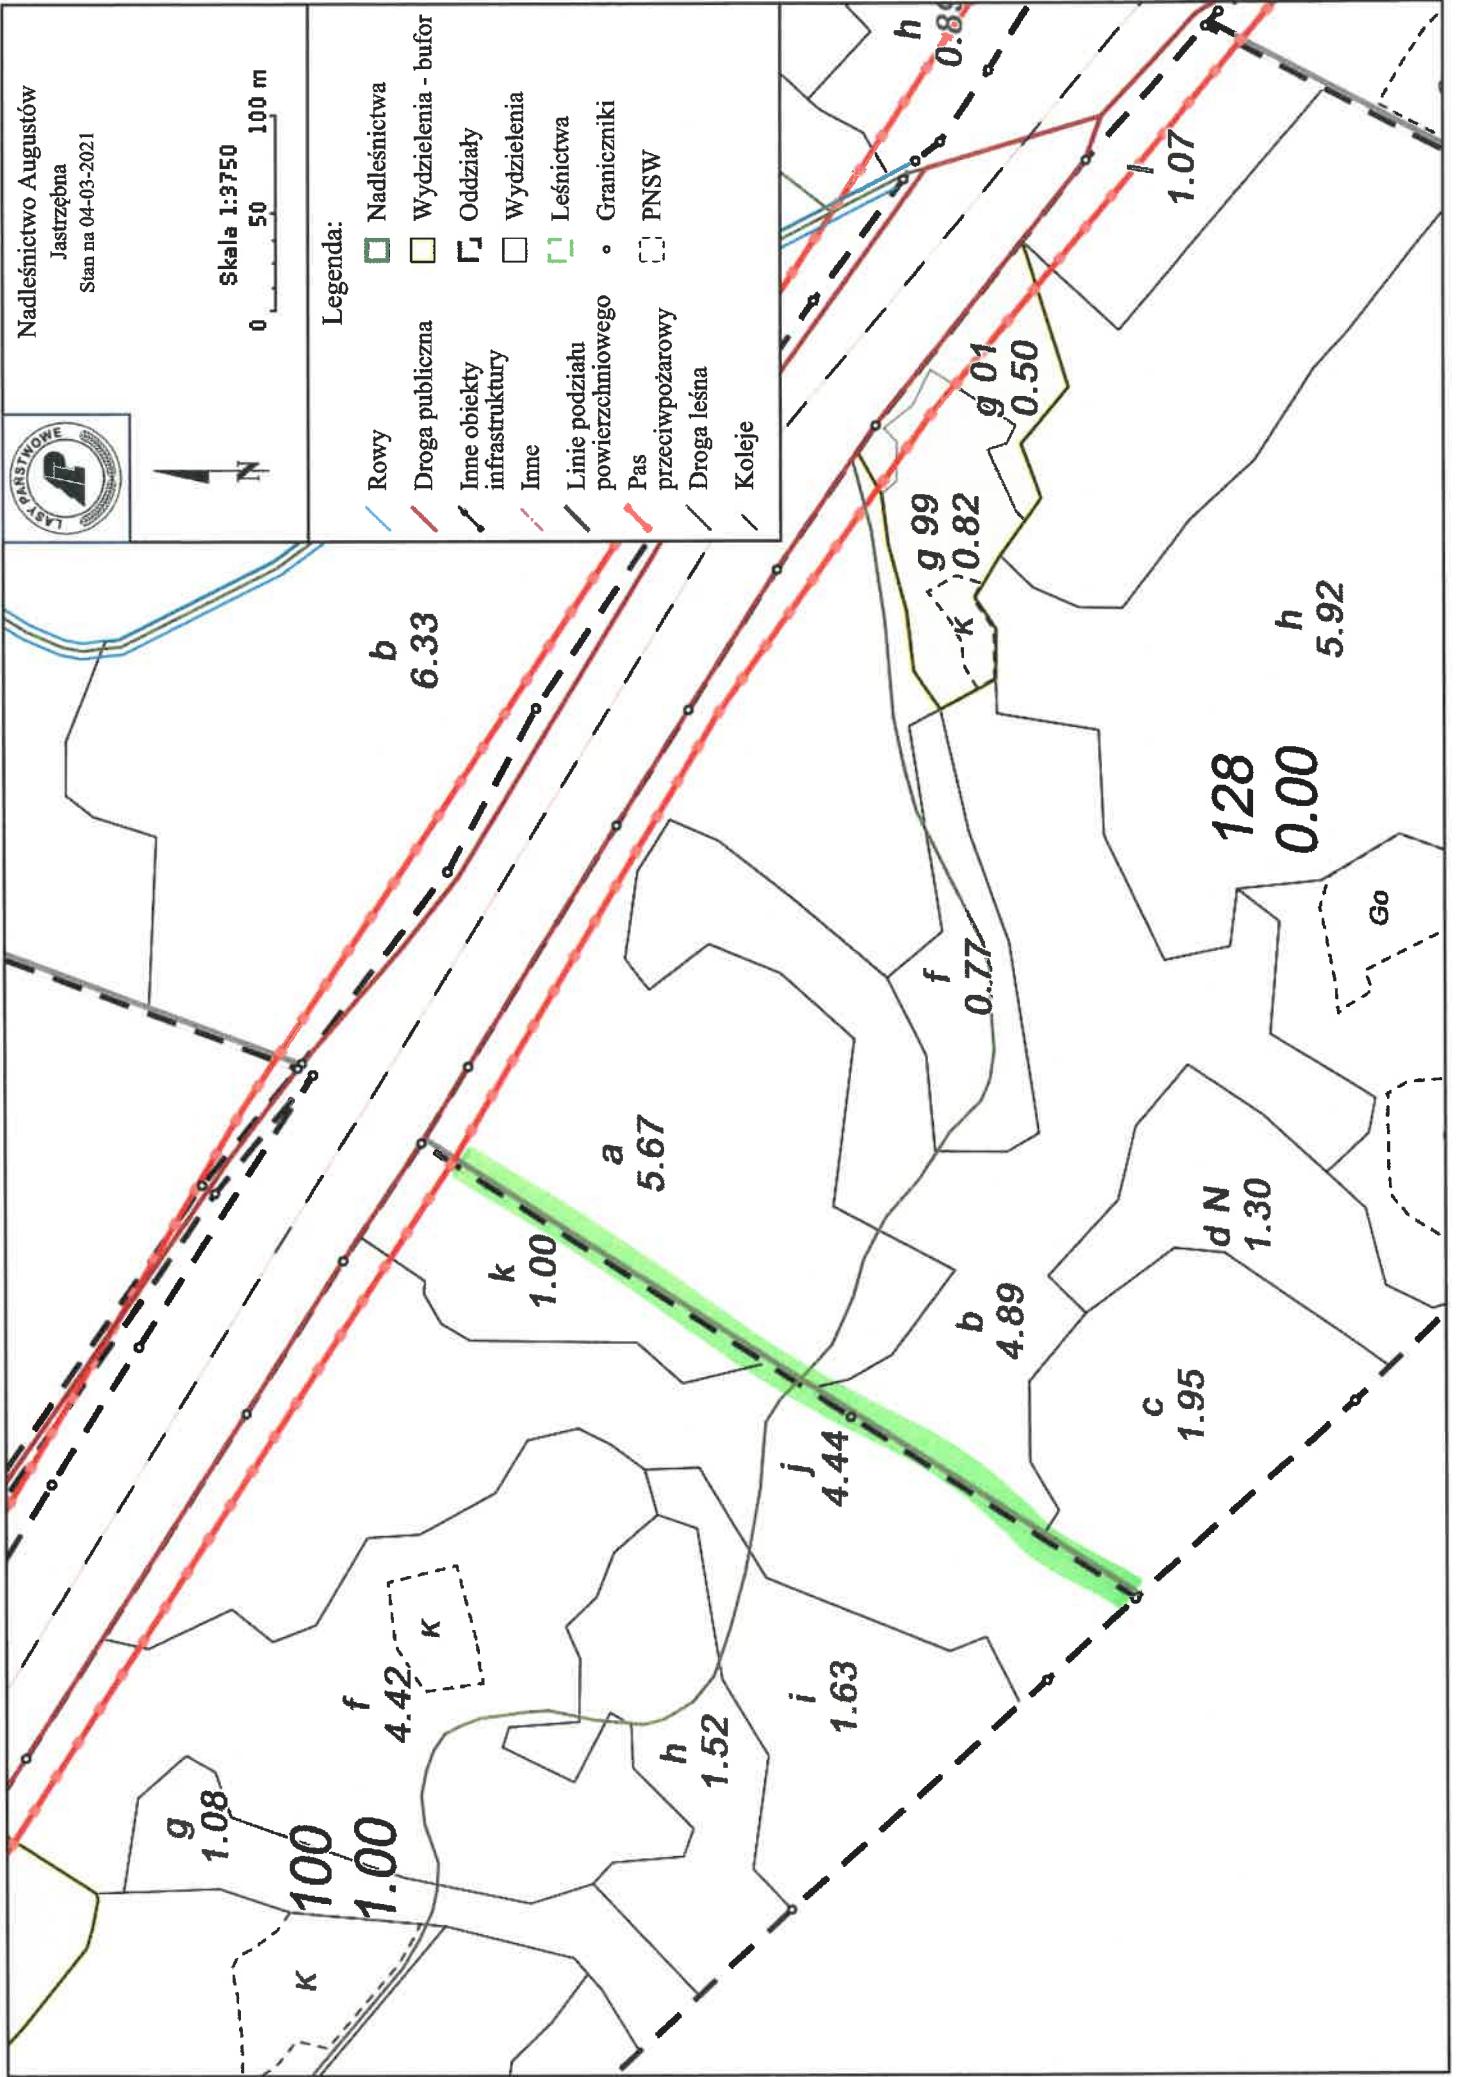 Nadleśnictwo Augustów
Jastrzębna
Stan na 04-03-2021
Skala 1:3750
0 50 100 m
LASY PAŃSTWOWE
N
Legenda:
Rowy
Droga publiczna
Inne obiekty
infrastruktury
Inne
Linie podziału
powierzchniowego
Pas
przeciwpożarowy
Droga leśna
Koleje
Nadleśnictwa
Wydzielenia - bufor
Oddziały
Wydzielenia
Leśnictwa
Graniczniki
PNSW
g
1.08
100
1.00
K
f
4.42
K
h
1.52
i
1.63
j
4.44
k
1.00
a
5.67
b
6.33
b
4.89
c
1.95
d N
1.30
f
0.77
128
0.00
Go
h
5.92
g 99
0.82
K
g 01
0.50
l
1.07
h